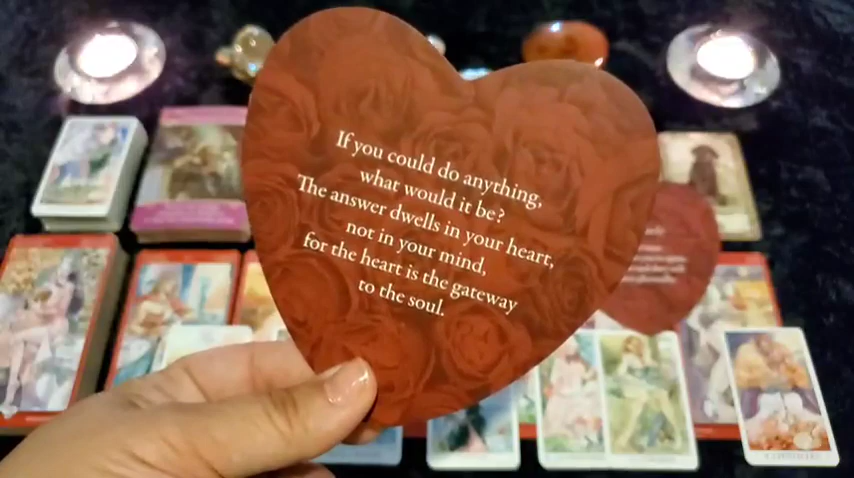 If you could do anything,
what would it be?
The answer dwells in your heart,
not in your mind,
for the heart is the gateway
to the soul.